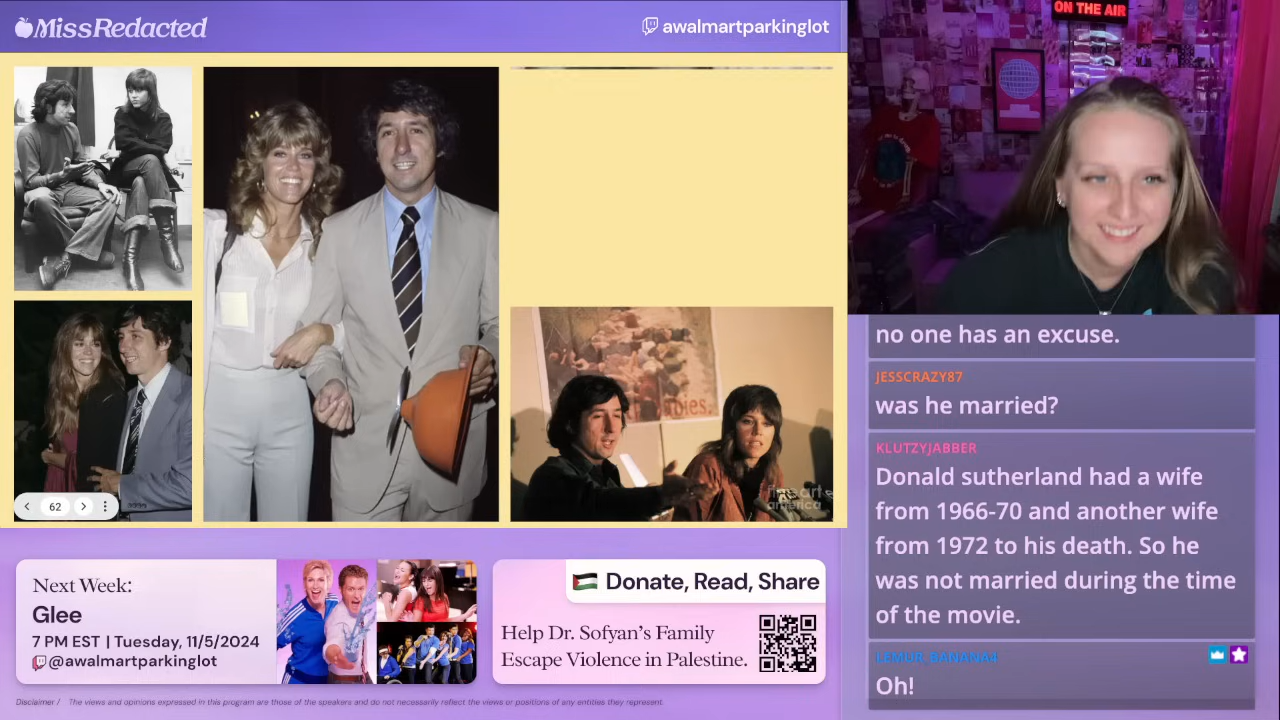 MissRedacted
awalmartparkinglot
ON THE AIR
bies.
fine art
america
62
no one has an excuse.
JESSCRAZY87
was he married?
KLUTZYJABBER
Donald sutherland had a wife
from 1966-70 and another wife
from 1972 to his death. So he
was not married during the time
of the movie.
LEMUR_BANANA4
Oh!
Next Week:
Glee
7 PM EST | Tuesday, 11/5/2024
@awalmartparkinglot
Donate, Read, Share
Help Dr. Sofyan's Family
Escape Violence in Palestine.
Disclaimer / The views and opinions expressed in this program are those of the speakers and do not necessarily reflect the views or positions of any entities they represent.